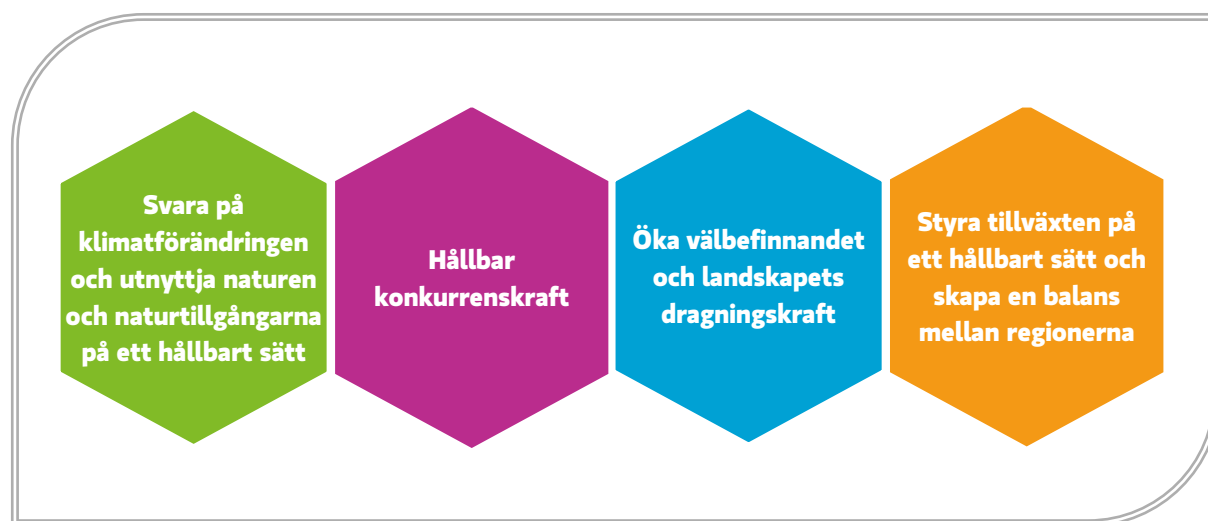 Svara på
klimatförändringen
och utnyttja naturen
och naturtillgångarna
på ett hållbart sätt
Hållbar
konkurrenskraft
Öka välbefinnandet
och landskapets
dragningskraft
Styra tillväxten på
ett hållbart sätt och
skapa en balans
mellan regionerna